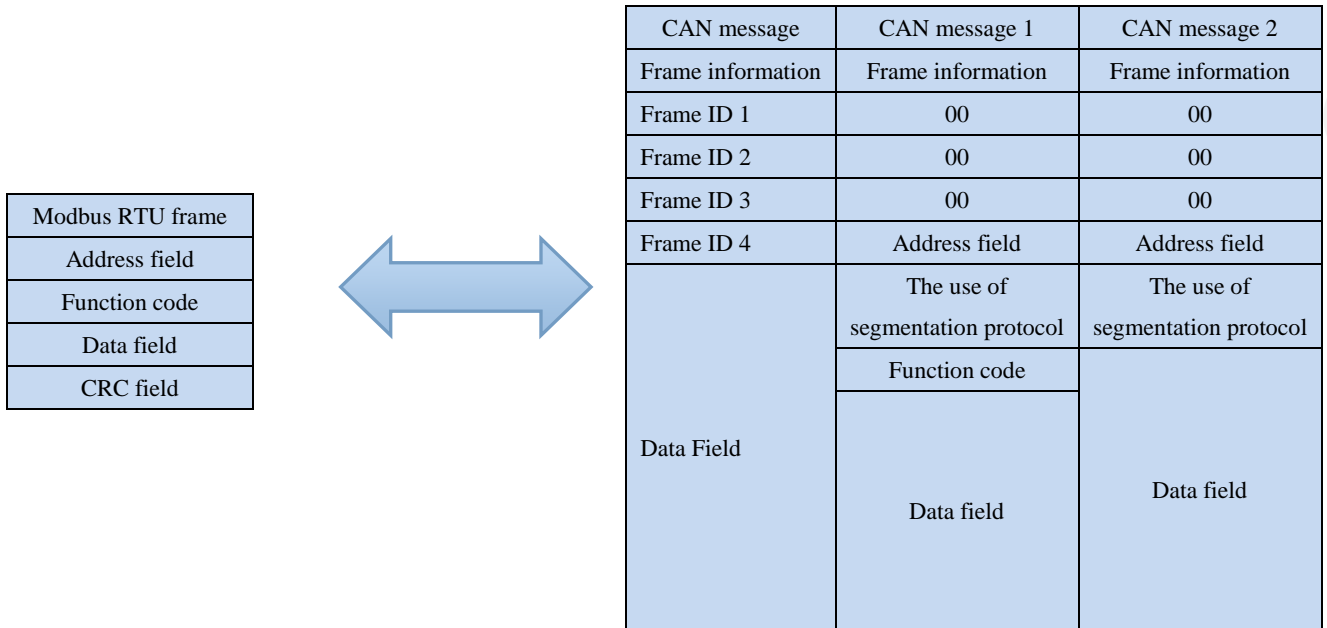 Modbus RTU frame
Address field
Function code
Data field
CRC field
CAN message CAN message 1 CAN message 2
Frame information Frame information Frame information
Frame ID 1 00 00
Frame ID 2 00 00
Frame ID 3 00 00
Frame ID 4 Address field Address field
Data Field
The use of
segmentation protocol
Function code
Data field
The use of
segmentation protocol
Data field